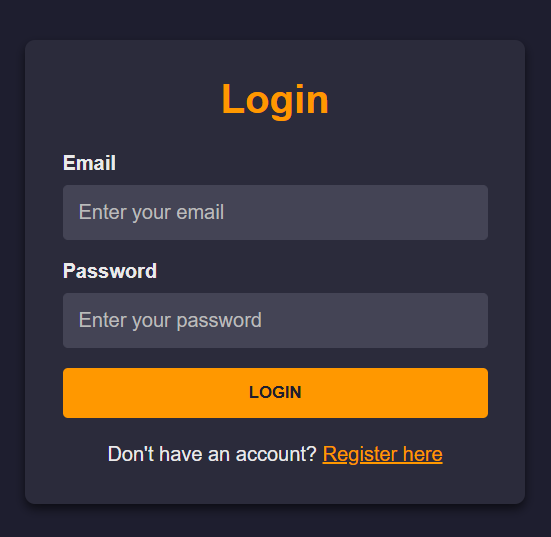 Login
Email
Enter your email
Password
Enter your password
LOGIN
Don't have an account? Register here